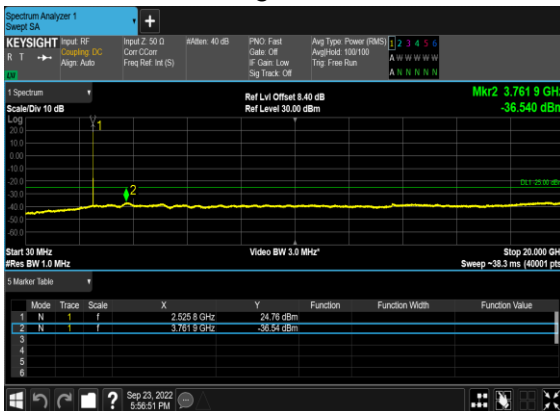 Spectrum Analyzer 1
Swept SA
KEYSIGHT Input: RF Input Z: 50 Ω #Atten: 40 dB PNO: Fast Avg Type: Power (RMS) 1 2 3 4 5 6
R T Coupling: DC Corr CCorr Gate: Off Avg|Hold: 100/100 A W W W W W
Align: Auto Freq Ref: Int (S) IF Gain: Low Trig: Free Run
Sig Track: Off A N N N N N
LV
1 Spectrum Ref Lvl Offset 8.40 dB Mkr2 3.761 9 GHz
Scale/Div 10 dB Ref Level 30.00 dBm -36.540 dBm
Log
20.0
10.0
0.00
-10.0
-20.0
-30.0
-40.0
-50.0
-60.0
1
2
DL1 -25.00 dBm
Start 30 MHz Video BW 3.0 MHz* Stop 20.000 GHz
#Res BW 1.0 MHz Sweep ~38.3 ms (40001 pts)
5 Marker Table
Mode Trace Scale X Y Function Function Width Function Value
1 N 1 f 2.525 8 GHz 24.76 dBm
2 N 1 f 3.761 9 GHz -36.54 dBm
3
4
5
6
? Sep 23, 2022
5:56:51 PM